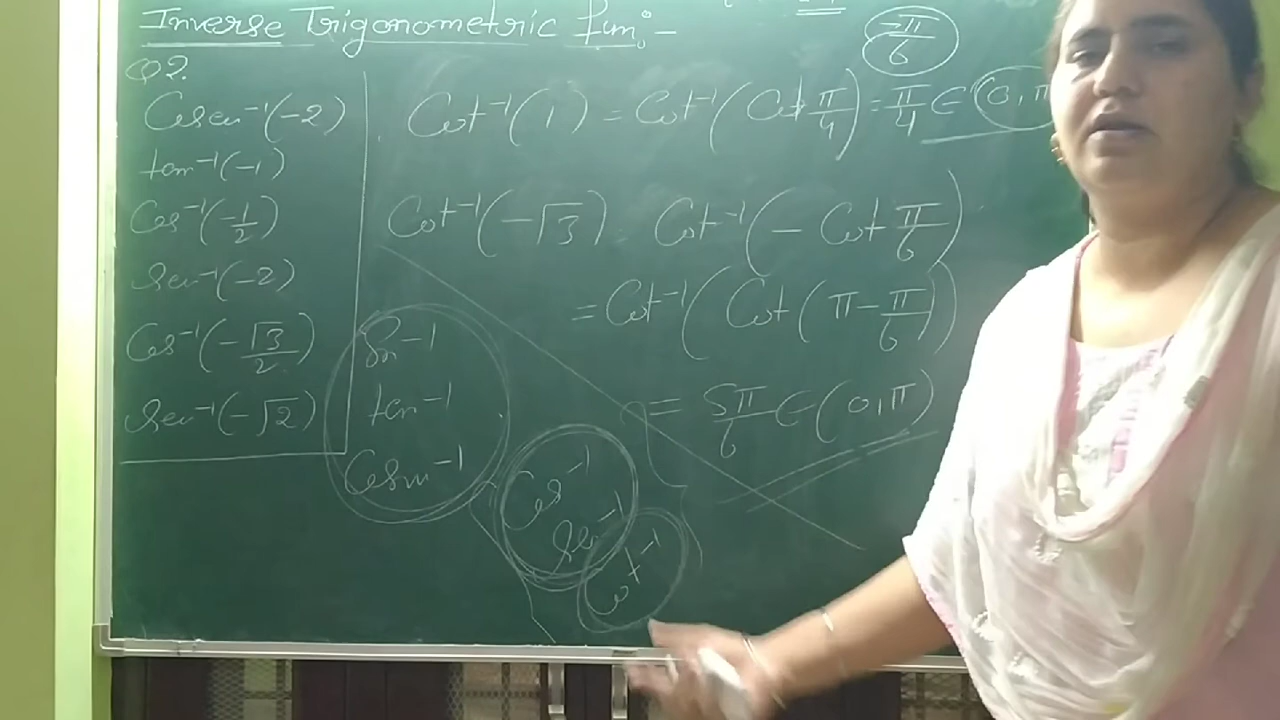 Inverse Trigonometric fun:-
Q2.
Cosec⁻¹(-2)
tan⁻¹(-1)
Cos⁻¹(-1/2)
sec⁻¹(-2)
Cos⁻¹(-√3/2)
sec⁻¹(-√2)
-π/6
Cot⁻¹(1) = Cot⁻¹(Cot π/4) = π/4 ∈ (0,π
Cot⁻¹(-√3) Cot⁻¹(-Cot π/6)
= Cot⁻¹(Cot(π-π/6))
= 5π/6 ∈ (0,π)
Sin⁻¹
tan⁻¹
Cosec⁻¹
Cos⁻¹
Sec⁻¹
Cot⁻¹